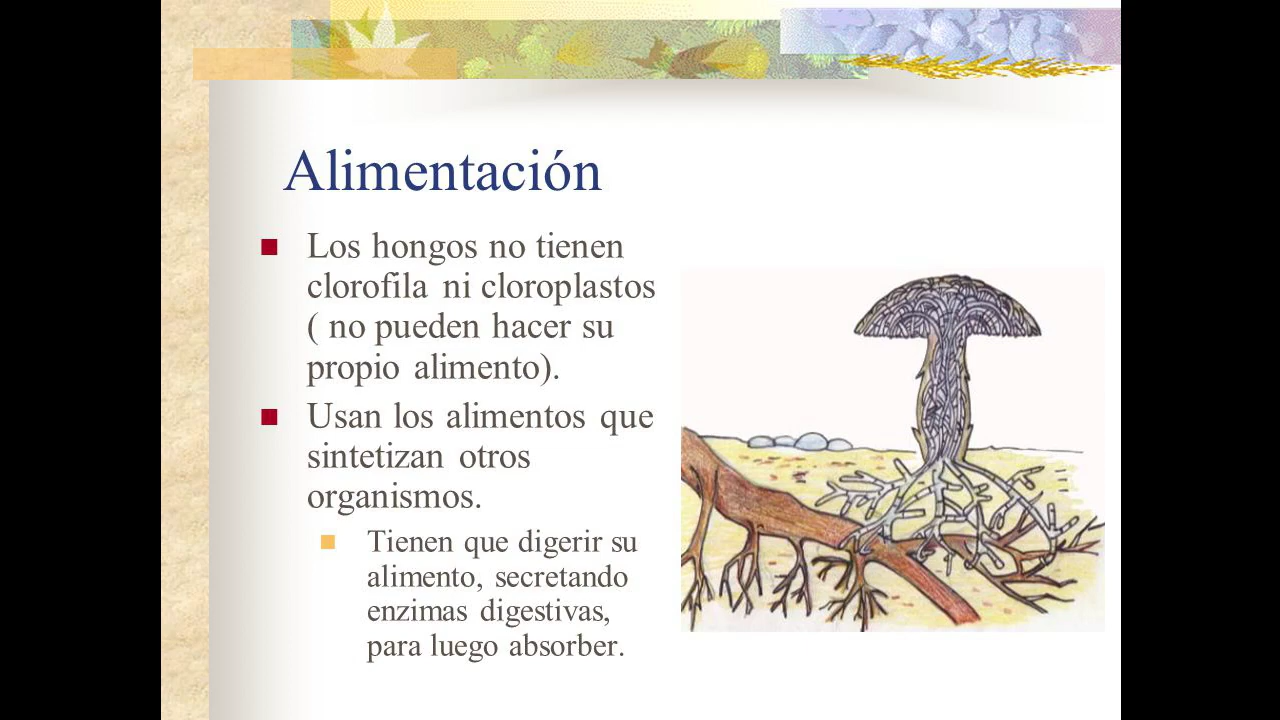 Alimentación
Los hongos no tienen
clorofila ni cloroplastos
( no pueden hacer su
propio alimento).
Usan los alimentos que
sintetizan otros
organismos.
Tienen que digerir su
alimento, secretando
enzimas digestivas,
para luego absorber.